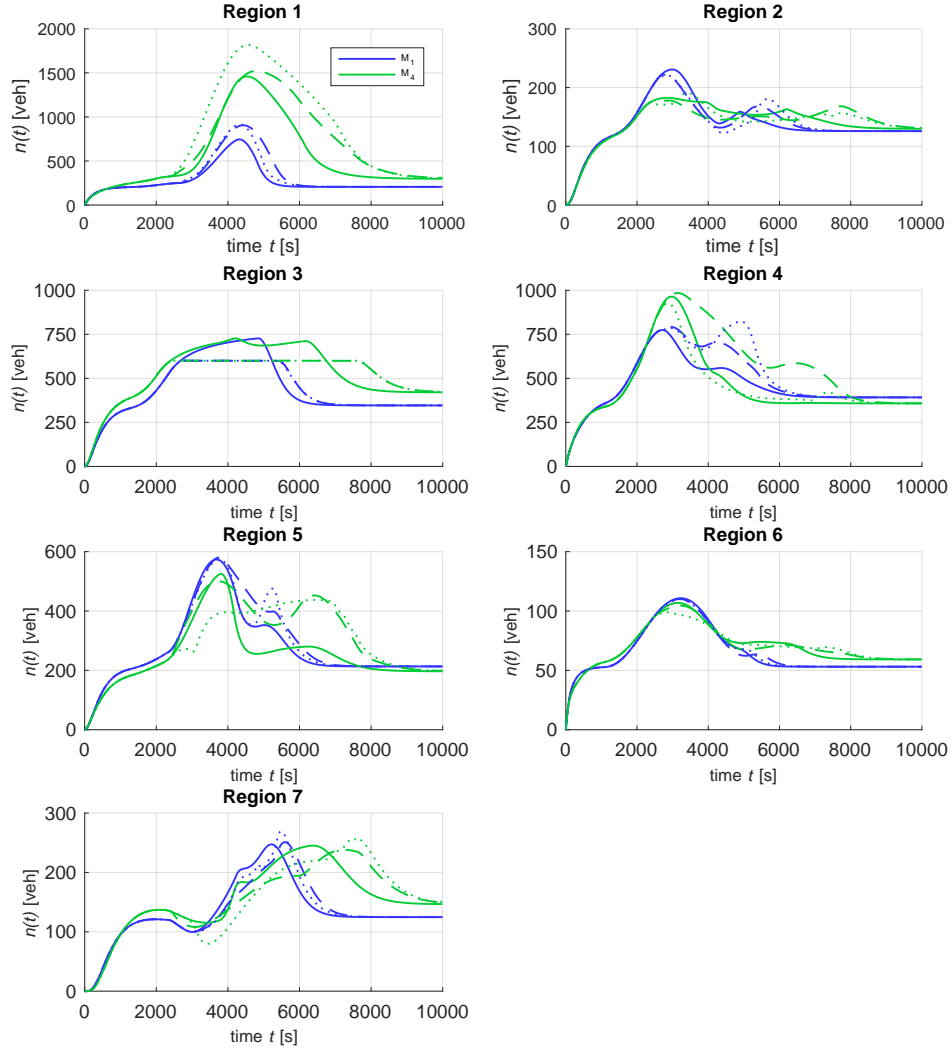 Region 1
2000
1500
1000
500
0
n(t) [veh]
M1
M4
0 2000 4000 6000 8000 10000
time t [s]
Region 2
300
200
100
0
n(t) [veh]
0 2000 4000 6000 8000 10000
time t [s]
Region 3
1000
750
500
250
0
n(t) [veh]
0 2000 4000 6000 8000 10000
time t [s]
Region 4
1000
750
500
250
0
n(t) [veh]
0 2000 4000 6000 8000 10000
time t [s]
Region 5
600
400
200
0
n(t) [veh]
0 2000 4000 6000 8000 10000
time t [s]
Region 6
150
100
50
0
n(t) [veh]
0 2000 4000 6000 8000 10000
time t [s]
Region 7
300
200
100
0
n(t) [veh]
0 2000 4000 6000 8000 10000
time t [s]